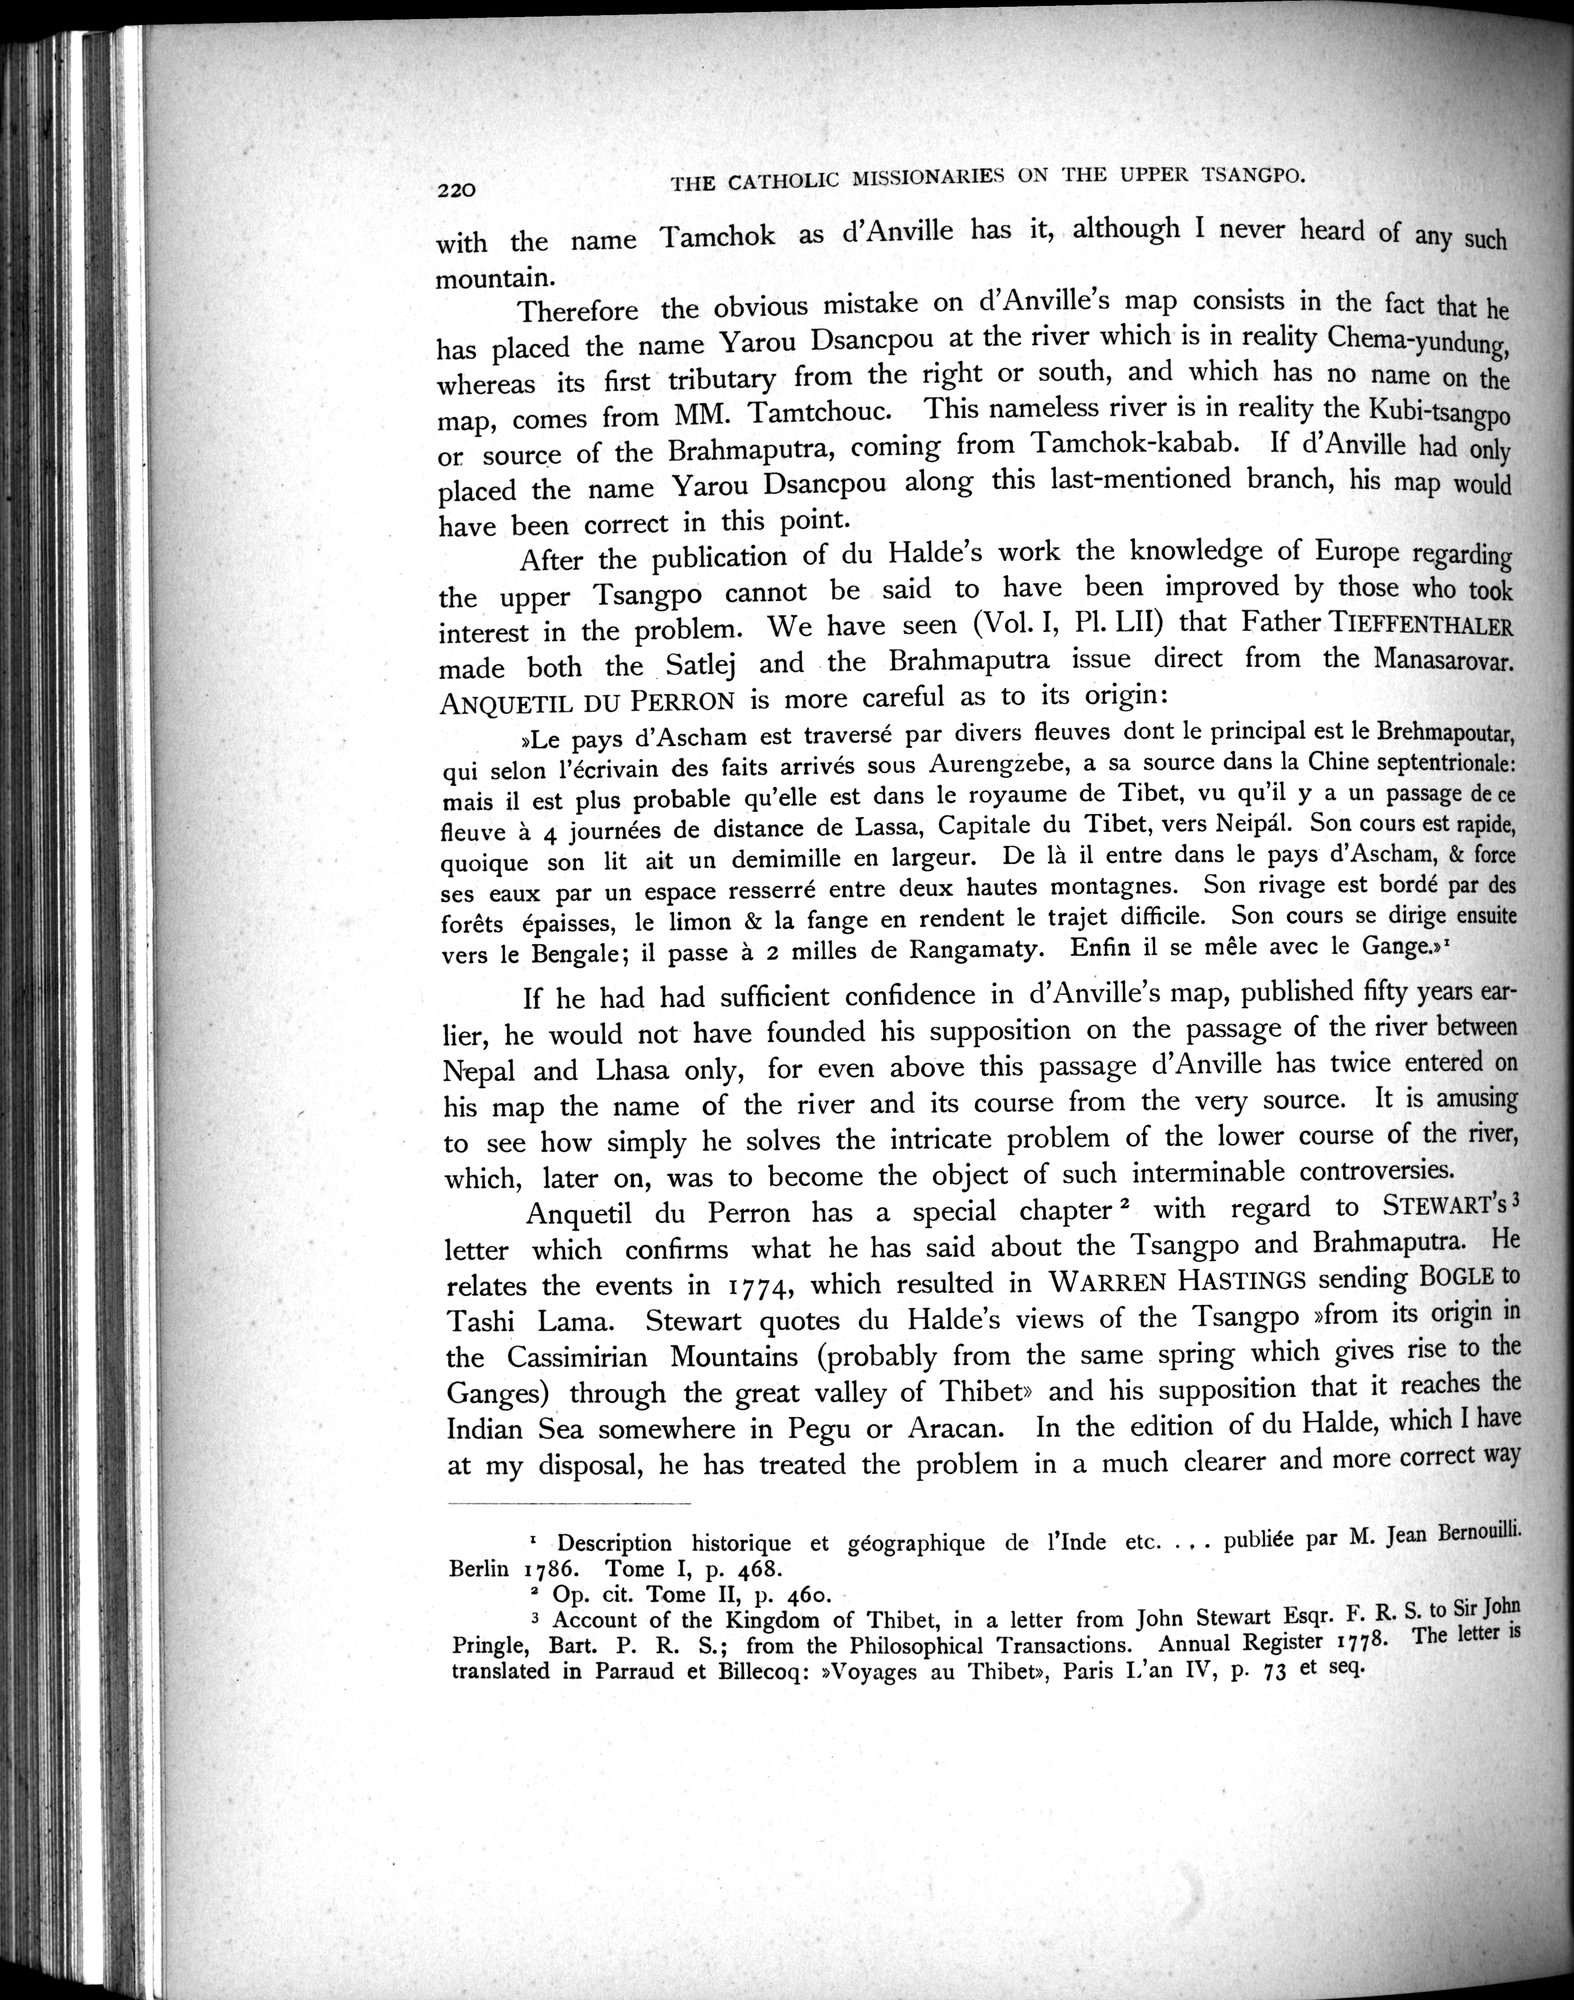 220 THE CATHOLIC MISSIONARIES ON THE UPPER TSANGPO.
with the name Tamchok as d'Anville has it, although I never heard of any such
mountain.
Therefore the obvious mistake on d'Anville's map consists in the fact that he
has placed the name Yarou Dsancpou at the river which is in reality Chema-yundung,
whereas its first tributary from the right or south, and which has no name on the
map, comes from MM. Tamtchouc. This nameless river is in reality the Kubi-tsangpo
or source of the Brahmaputra, coming from Tamchok-kabab. If d'Anville had only
placed the name Yarou Dsancpou along this last-mentioned branch, his map would
have been correct in this point.
After the publication of du Halde's work the knowledge of Europe regarding
the upper Tsangpo cannot be said to have been improved by those who took
interest in the problem. We have seen (Vol. I, Pl. LII) that Father TIEFFENTHALER
made both the Satlej and the Brahmaputra issue direct from the Manasarovar.
ANQUETIL DU PERRON is more careful as to its origin:
»Le pays d'Ascham est traversé par divers fleuves dont le principal est le Brehmapoutar,
qui selon l'écrivain des faits arrivés sous Aurengzebe, a sa source dans la Chine septentrionale:
mais il est plus probable qu'elle est dans le royaume de Tibet, vu qu'il y a un passage de ce
fleuve à 4 journées de distance de Lassa, Capitale du Tibet, vers Neipál. Son cours est rapide,
quoique son lit ait un demimille en largeur. De là il entre dans le pays d'Ascham, & force
ses eaux par un espace resserré entre deux hautes montagnes. Son rivage est bordé par des
forêts épaisses, le limon & la fange en rendent le trajet difficile. Son cours se dirige ensuite
vers le Bengale; il passe à 2 milles de Rangamaty. Enfin il se mêle avec le Gange.»¹
If he had had sufficient confidence in d'Anville's map, published fifty years ear-
lier, he would not have founded his supposition on the passage of the river between
Nepal and Lhasa only, for even above this passage d'Anville has twice entered on
his map the name of the river and its course from the very source. It is amusing
to see how simply he solves the intricate problem of the lower course of the river,
which, later on, was to become the object of such interminable controversies.
Anquetil du Perron has a special chapter² with regard to STEWART's³
letter which confirms what he has said about the Tsangpo and Brahmaputra. He
relates the events in 1774, which resulted in WARREN HASTINGS sending BOGLE to
Tashi Lama. Stewart quotes du Halde's views of the Tsangpo »from its origin in
the Cassimirian Mountains (probably from the same spring which gives rise to the
Ganges) through the great valley of Thibet» and his supposition that it reaches the
Indian Sea somewhere in Pegu or Aracan. In the edition of du Halde, which I have
at my disposal, he has treated the problem in a much clearer and more correct way
¹ Description historique et géographique de l'Inde etc. . . . publiée par M. Jean Bernouilli.
Berlin 1786. Tome I, p. 468.
² Op. cit. Tome II, p. 460.
³ Account of the Kingdom of Thibet, in a letter from John Stewart Esqr. F. R. S. to Sir John
Pringle, Bart. P. R. S.; from the Philosophical Transactions. Annual Register 1778. The letter is
translated in Parraud et Billecoq: »Voyages au Thibet», Paris L'an IV, p. 73 et seq.